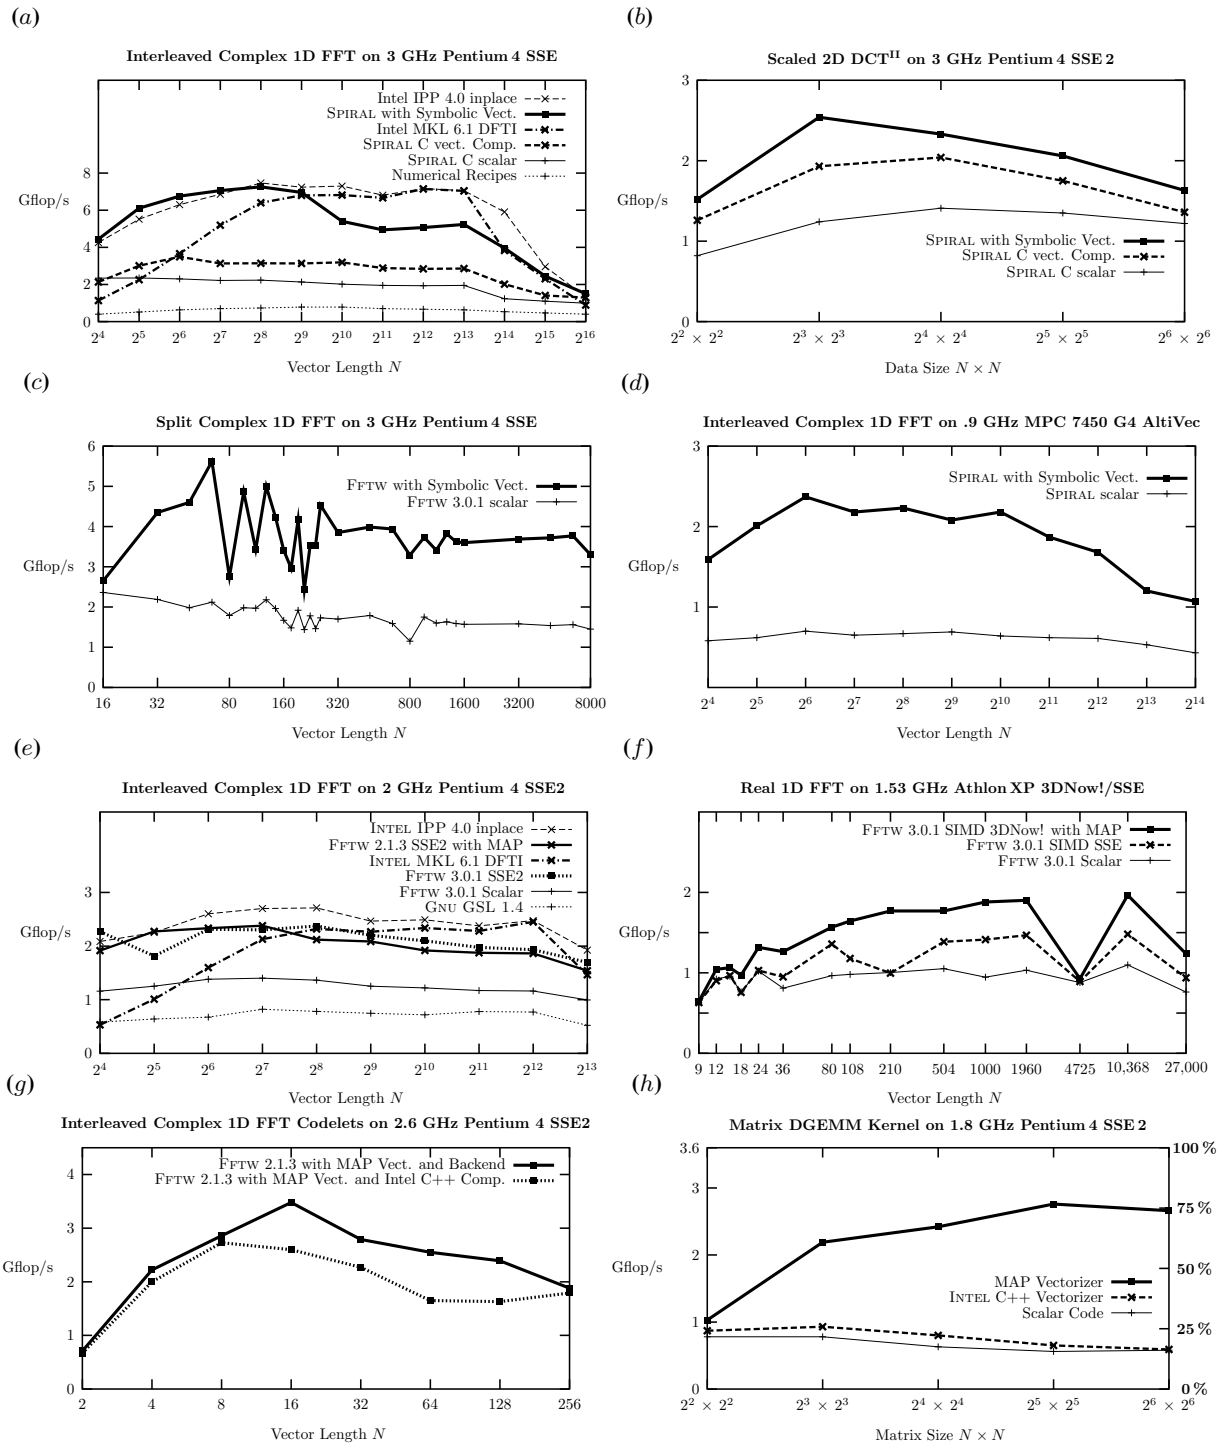 (a)
Interleaved Complex 1D FFT on 3 GHz Pentium 4 SSE
Intel IPP 4.0 inplace
SPIRAL with Symbolic Vect.
Intel MKL 6.1 DFTI
SPIRAL C vect. Comp.
SPIRAL C scalar
Numerical Recipes
8
6
4
2
0
Gflop/s
2^4 2^5 2^6 2^7 2^8 2^9 2^10 2^11 2^12 2^13 2^14 2^15 2^16
Vector Length N
(b)
Scaled 2D DCT^II on 3 GHz Pentium 4 SSE 2
3
2
1
0
Gflop/s
SPIRAL with Symbolic Vect.
SPIRAL C vect. Comp.
SPIRAL C scalar
2^2 × 2^2 2^3 × 2^3 2^4 × 2^4 2^5 × 2^5 2^6 × 2^6
Data Size N × N
(c)
Split Complex 1D FFT on 3 GHz Pentium 4 SSE
6
5
4
3
2
1
0
Gflop/s
FFTW with Symbolic Vect.
FFTW 3.0.1 scalar
16 32 80 160 320 800 1600 3200 8000
Vector Length N
(d)
Interleaved Complex 1D FFT on .9 GHz MPC 7450 G4 AltiVec
3
2
1
Gflop/s
SPIRAL with Symbolic Vect.
SPIRAL scalar
2^4 2^5 2^6 2^7 2^8 2^9 2^10 2^11 2^12 2^13 2^14
Vector Length N
(e)
Interleaved Complex 1D FFT on 2 GHz Pentium 4 SSE2
INTEL IPP 4.0 inplace
FFTW 2.1.3 SSE2 with MAP
INTEL MKL 6.1 DFTI
FFTW 3.0.1 SSE2
FFTW 3.0.1 Scalar
GNU GSL 1.4
3
2
1
0
Gflop/s
2^4 2^5 2^6 2^7 2^8 2^9 2^10 2^11 2^12 2^13
Vector Length N
(f)
Real 1D FFT on 1.53 GHz Athlon XP 3DNow!/SSE
FFTW 3.0.1 SIMD 3DNow! with MAP
FFTW 3.0.1 SIMD SSE
FFTW 3.0.1 Scalar
2
1
0
Gflop/s
9 12 18 24 36 80 108 210 504 1000 1960 4725 10,368 27,000
Vector Length N
(g)
Interleaved Complex 1D FFT Codelets on 2.6 GHz Pentium 4 SSE2
FFTW 2.1.3 with MAP Vect. and Backend
FFTW 2.1.3 with MAP Vect. and Intel C++ Comp.
4
3
2
1
0
Gflop/s
2 4 8 16 32 64 128 256
Vector Length N
(h)
Matrix DGEMM Kernel on 1.8 GHz Pentium 4 SSE 2
3.6
3
2
1
0
Gflop/s
100 %
75 %
50 %
25 %
0 %
MAP Vectorizer
INTEL C++ Vectorizer
Scalar Code
2^2 × 2^2 2^3 × 2^3 2^4 × 2^4 2^5 × 2^5 2^6 × 2^6
Matrix Size N × N